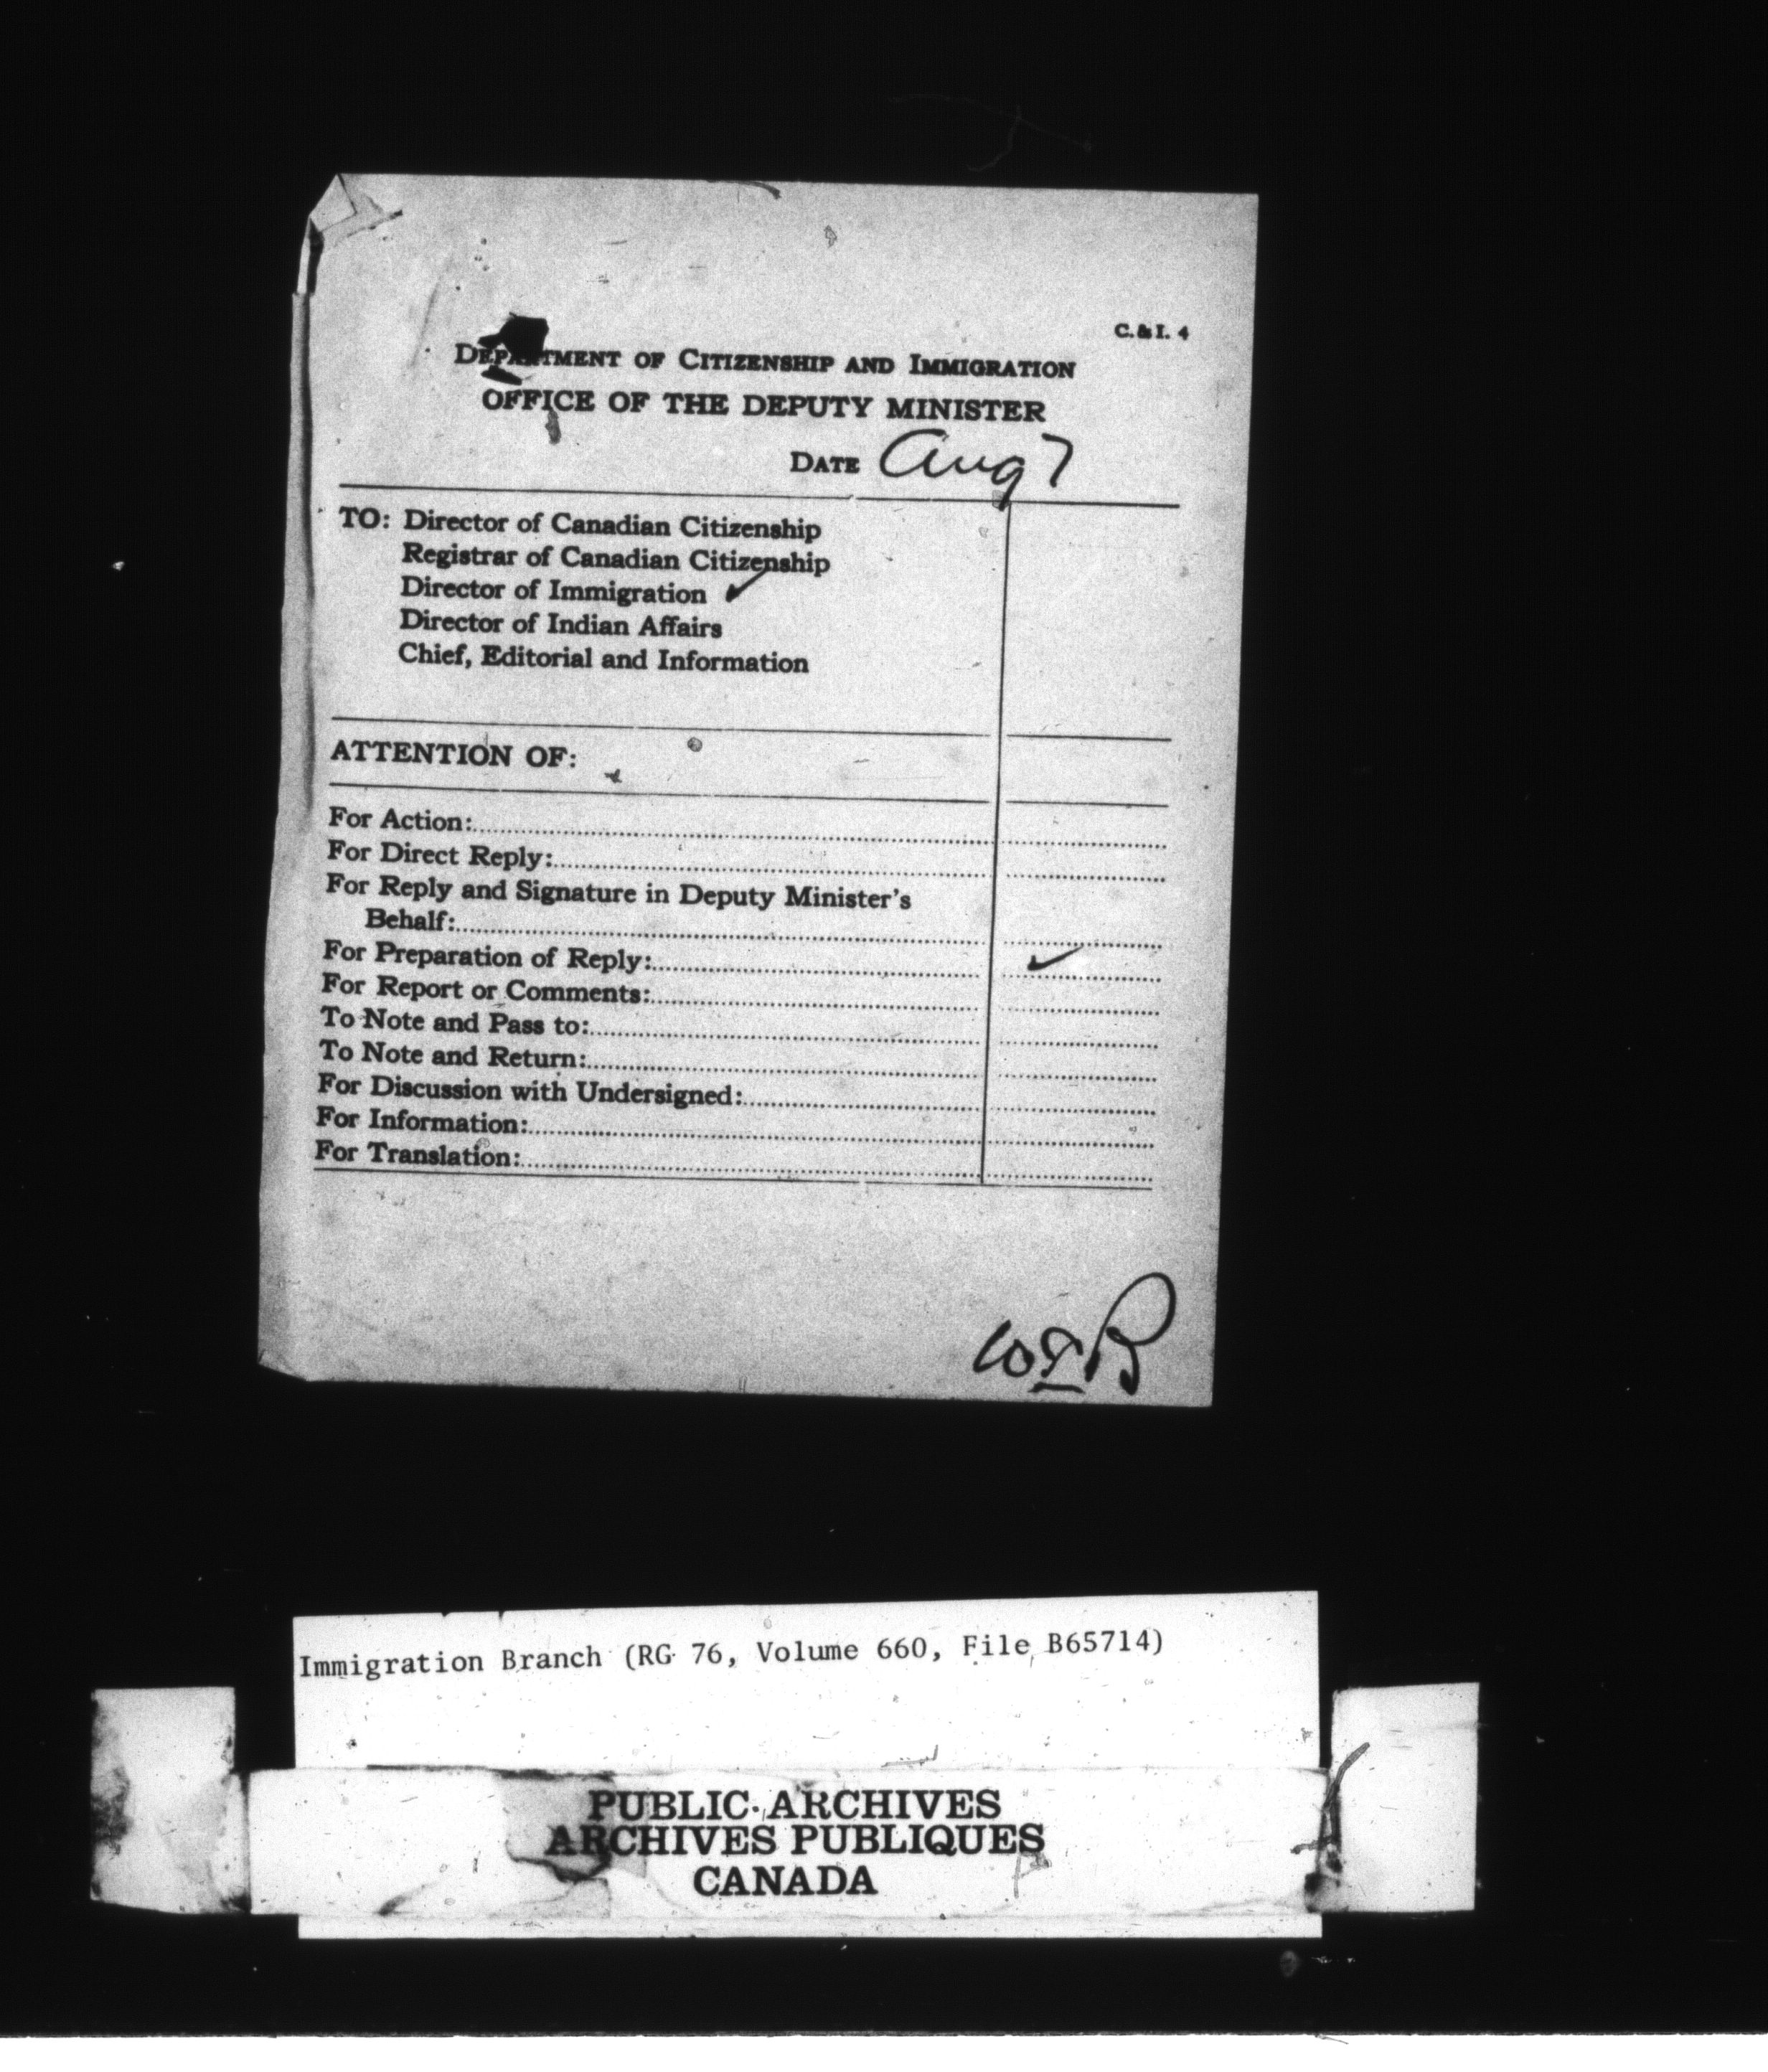 C. & I. 4
DEPARTMENT OF CITIZENSHIP AND IMMIGRATION
OFFICE OF THE DEPUTY MINISTER
DATE Aug 7
TO: Director of Canadian Citizenship
Registrar of Canadian Citizenship
Director of Immigration ✓
Director of Indian Affairs
Chief, Editorial and Information
ATTENTION OF:
For Action:
For Direct Reply:
For Reply and Signature in Deputy Minister's
Behalf:
For Preparation of Reply: ✓
For Report or Comments:
To Note and Pass to:
To Note and Return:
For Discussion with Undersigned:
For Information:
For Translation:
Immigration Branch (RG 76, Volume 660, File B65714)
PUBLIC ARCHIVES
ARCHIVES PUBLIQUES
CANADA